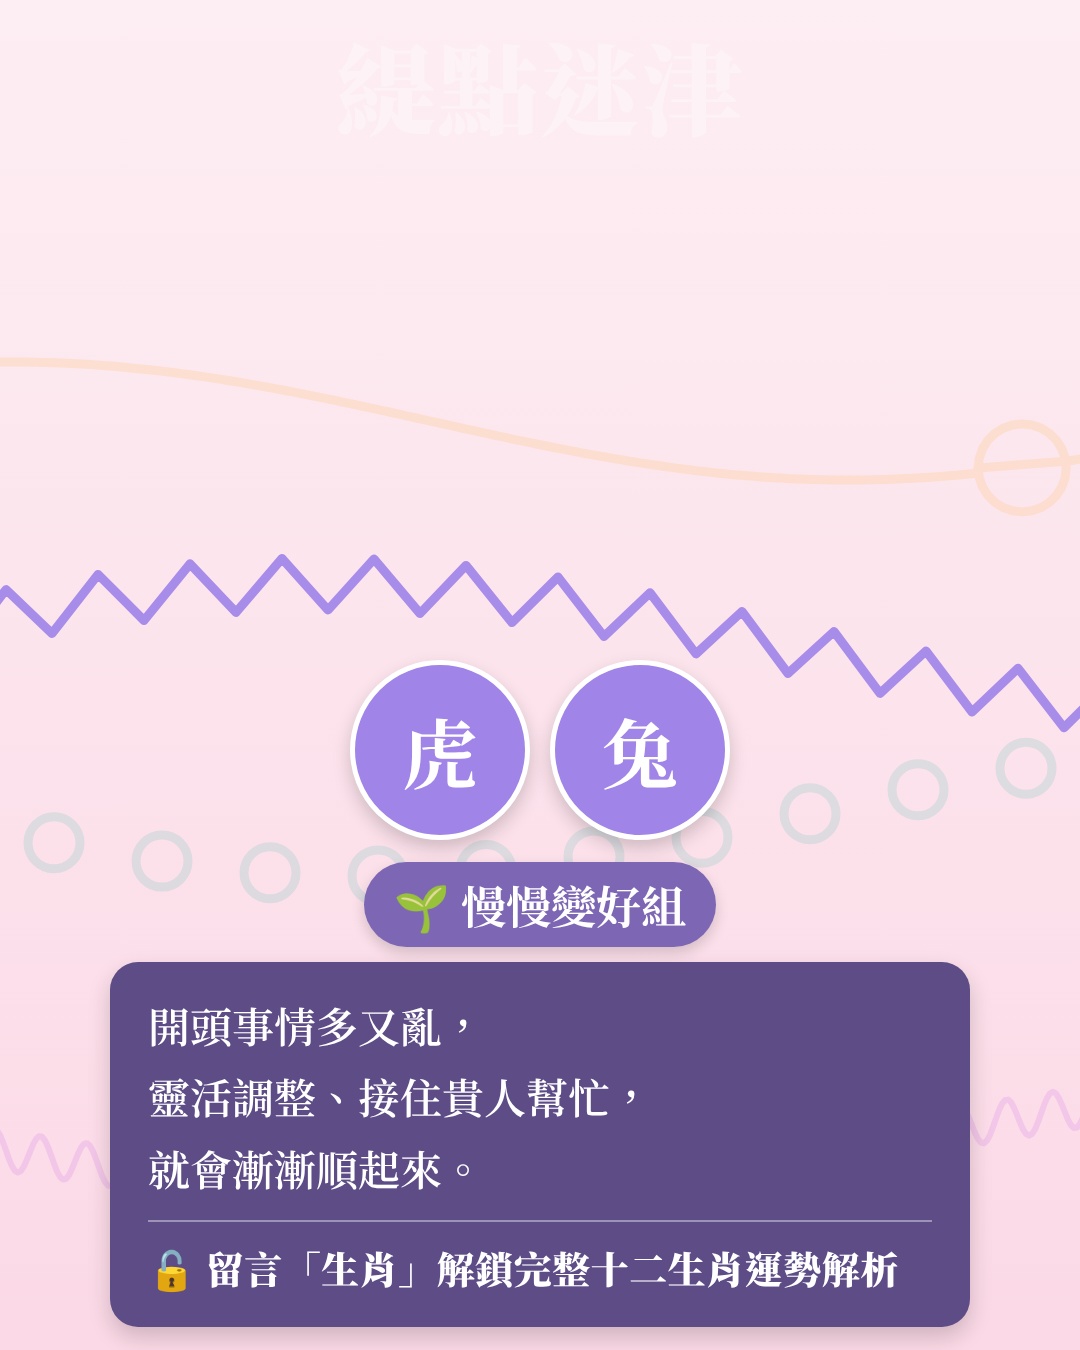 緹點迷津
虎
兔
🌱 慢慢變好組
開頭事情多又亂，
靈活調整、接住貴人幫忙，
就會漸漸順起來。
🔓 留言「生肖」解鎖完整十二生肖運勢解析